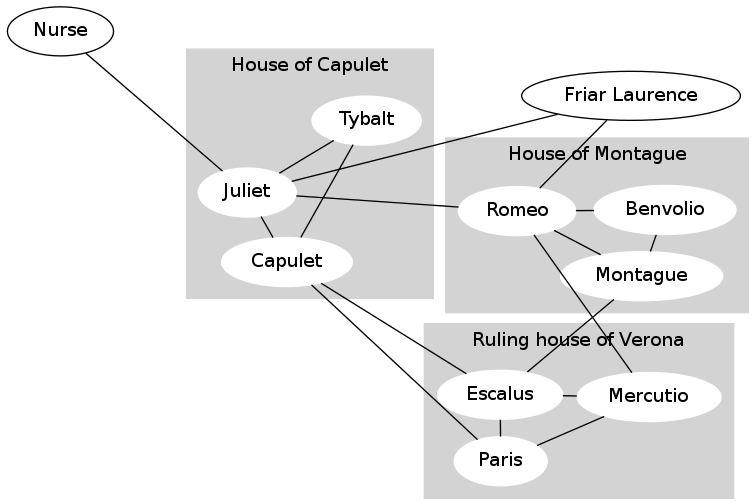 Nurse
House of Capulet
Tybalt
Friar Laurence
House of Montague
Juliet
Romeo
Benvolio
Capulet
Montague
Ruling house of Verona
Escalus
Mercutio
Paris